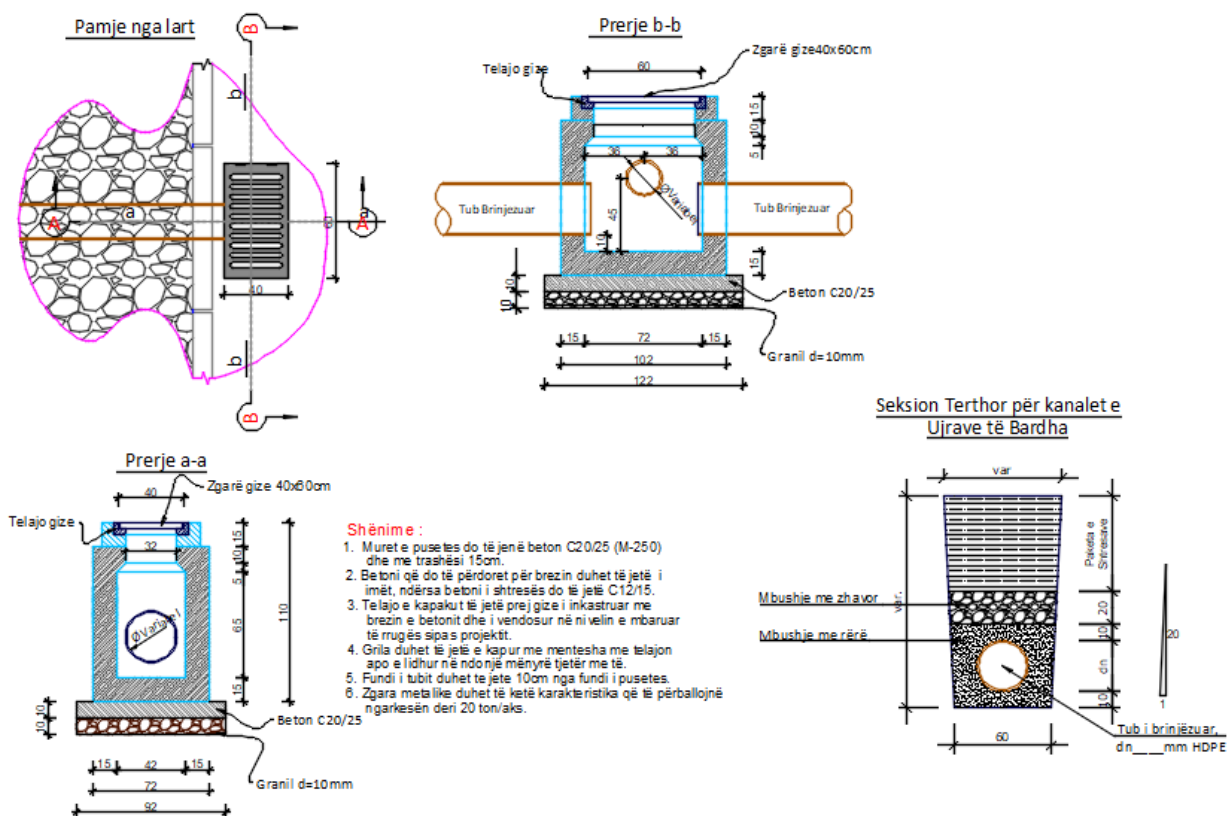 Pamje nga lart
B
b
a
A
a
A
60
40
b
B
Prerje b-b
Zgarë gize40x60cm
Telajo gize
60
15
10
5
36
36
ØVariabel
Tub Brinjezuar
45
10
Tub Brinjezuar
15
10
10
Beton C20/25
15
72
15
Granil d=10mm
102
122
Prerje a-a
40
Zgarë gize 40x60cm
Telajo gize
32
15
10
5
65
15
110
ØVariabel
10
10
Beton C20/25
15
42
15
Granil d=10mm
72
92
Shënime :
1. Muret e pusetes do të jenë beton C20/25 (M-250)
dhe me trashësi 15cm.
2. Betoni që do të përdoret për brezin duhet të jetë i
imët, ndërsa betoni i shtresës do të jetë C12/15.
3. Telajo e kapakut të jetë prej gize i inkastruar me
brezin e betonit dhe i vendosur në nivelin e mbaruar
të rrugës sipas projektit.
4. Grila duhet të jetë e kapur me mentesha me telajon
apo e lidhur në ndonjë mënyrë tjetër me të.
5. Fundi i tubit duhet te jete 10cm nga fundi i pusetes.
6. Zgara metalike duhet të ketë karakteristika që të përballojnë
ngarkesën deri 20 ton/aks.
Seksion Terthor për kanalet e
Ujrave të Bardha
var
var.
Paketa e
Shtresave
Mbushje me zhavor
20
Mbushje me rërë
10
dn
10
20
1
60
Tub i brinjëzuar,
dn____mm HDPE